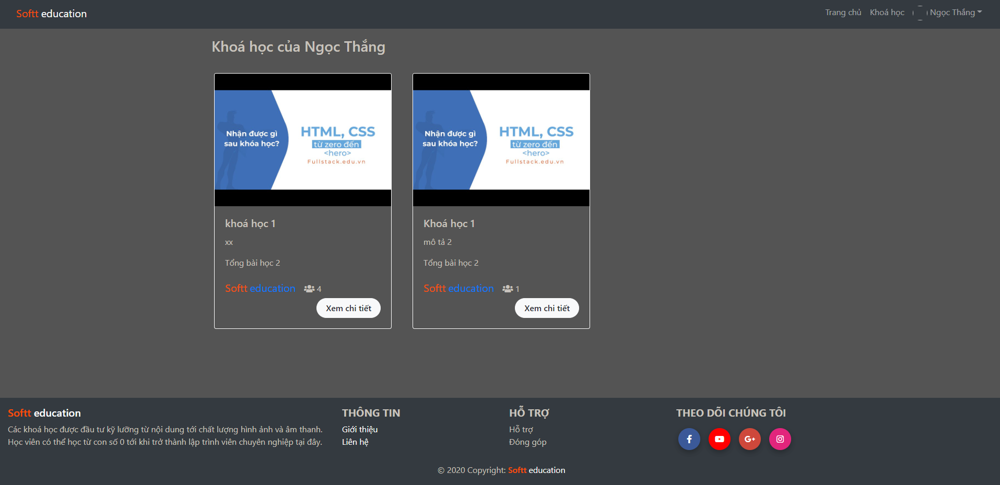 Softt education
Trang chủ Khoá học Ngọc Thắng
Khoá học của Ngọc Thắng
Nhận được gì
sau khóa học?
HTML, CSS
từ zero đến
<hero>
Fullstack.edu.vn
khoá học 1
xx
Tổng bài học 2
Softt education 4
Xem chi tiết
Nhận được gì
sau khóa học?
HTML, CSS
từ zero đến
<hero>
Fullstack.edu.vn
Khoá học 1
mô tả 2
Tổng bài học 2
Softt education 1
Xem chi tiết
Softt education
Các khoá học được đầu tư kỹ lưỡng từ nội dung tới chất lượng hình ảnh và âm thanh.
Học viên có thể học từ con số 0 tới khi trở thành lập trình viên chuyên nghiệp tại đây.
THÔNG TIN
Giới thiệu
Liên hệ
HỖ TRỢ
Hỗ trợ
Đóng góp
THEO DÕI CHÚNG TÔI
© 2020 Copyright: Softt education